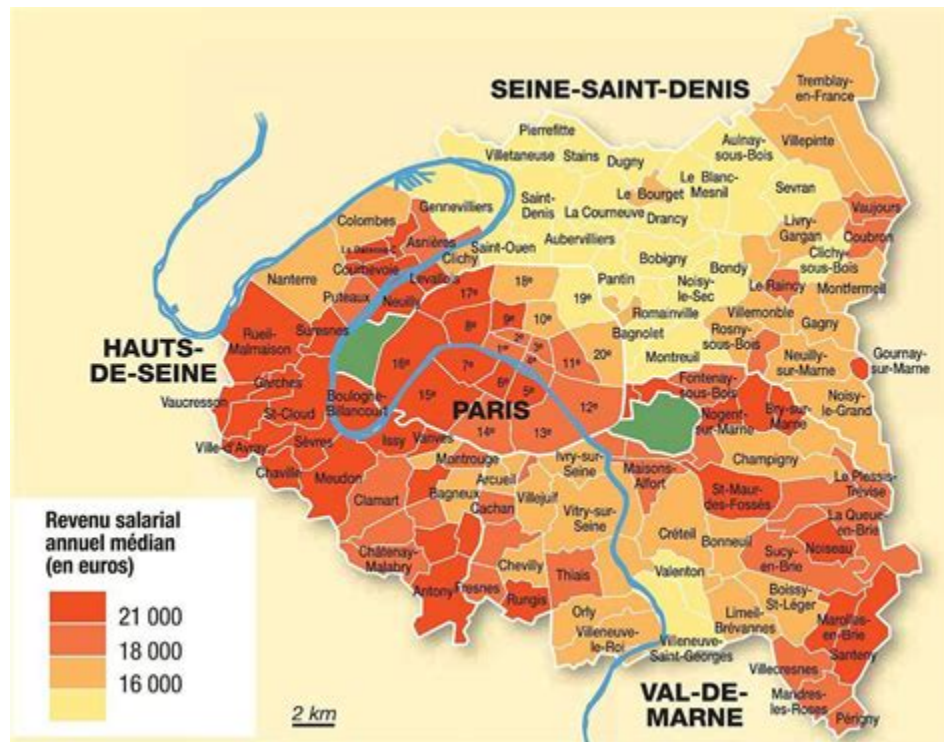 SEINE-SAINT-DENIS
Tremblay-
en-France
Pierrefitte
Villetaneuse
Stains
Dugny
Aulnay-
sous-Bois
Villepinte
Le Blanc-
Mesnil
Sevran
Saint-
Denis
Le Bourget
La Courneuve
Drancy
Vaujours
Livry-
Gargan
Coubron
Gennevilliers
Colombes
Asnières
Saint-Ouen
Aubervilliers
Clichy
Bobigny
Bondy
Clichy-
sous-Bois
Courbevoie
Levallois
Nanterre
Puteaux
Neuilly
Pantin
Noisy-
le-Sec
Le Raincy
Montfermeil
17e
18e
19e
Romainville
Villemonble
Gagny
Suresnes
8e
9e
10e
Bagnolet
Rosny-
sous-Bois
Rueil-
Malmaison
2e
3e
1er
4e
11e
20e
Montreuil
Neuilly-
sur-Marne
Gournay-
sur-Marne
HAUTS-
DE-SEINE
16e
7e
6e
5e
Fontenay-
sous-Bois
Garches
Vaucresson
Boulogne-
Billancourt
15e
PARIS
12e
Nogent-
sur-Marne
Bry-sur-
Marne
Noisy-
le-Grand
St-Cloud
14e
13e
Ville-d'Avray
Sèvres
Issy
Vanves
Montrouge
Ivry-sur-
Seine
Maisons-
Alfort
Champigny
Chaville
Meudon
Arcueil
Le Plessis-
Trévise
Clamart
Bagneux
Cachan
Villejuif
Vitry-sur-
Seine
St-Maur-
des-Fossés
La Queue-
en-Brie
Créteil
Bonneuil
Sucy-
en-Brie
Noiseau
Châtenay-
Malabry
Chevilly
Thiais
Valenton
Boissy-
St-Léger
Antony
Fresnes
Rungis
Orly
Limeil-
Brévannes
Marolles-
en-Brie
Villeneuve-
le-Roi
Villeneuve-
Saint-Georges
Santeny
Villecresnes
VAL-DE-
MARNE
Mandres-
les-Roses
Périgny
Revenu salarial
annuel médian
(en euros)
21 000
18 000
16 000
2 km